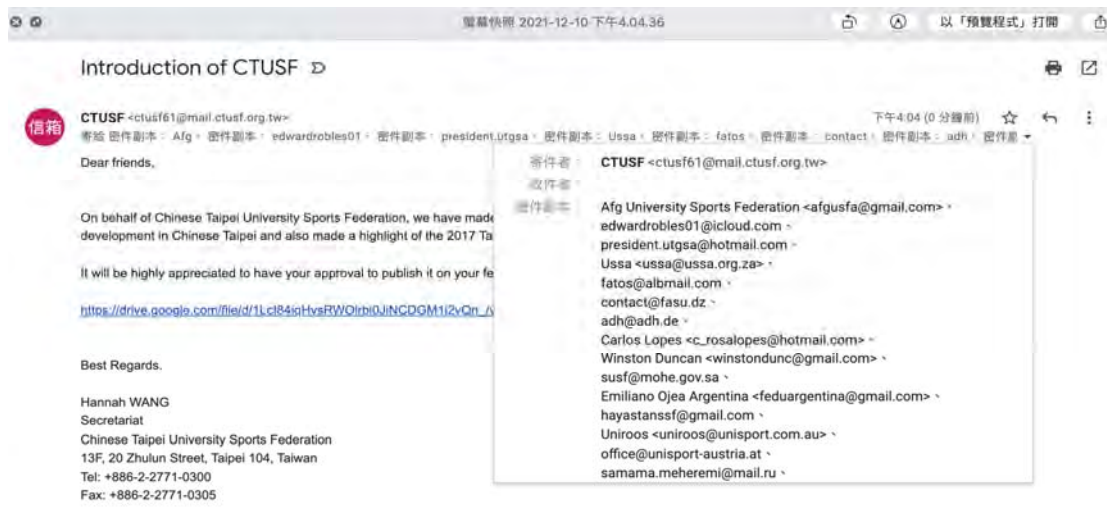 螢幕快照 2021-12-10 下午4.04.36
以「預覽程式」打開
Introduction of CTUSF
信箱
CTUSF <ctusf61@mail.ctusf.org.tw>
下午4:04 (0 分鐘前)
寄給 密件副本： Afg、 密件副本： edwardrobles01、 密件副本： president.utgsa、 密件副本： Ussa、 密件副本： fatos、 密件副本： contact、 密件副本： adh、 密件
Dear friends,
On behalf of Chinese Taipei University Sports Federation, we have made
development in Chinese Taipei and also made a highlight of the 2017 Ta
It will be highly appreciated to have your approval to publish it on your fe
Best Regards.
Hannah WANG
Secretariat
Chinese Taipei University Sports Federation
13F, 20 Zhulun Street, Taipei 104, Taiwan
Tel: +886-2-2771-0300
Fax: +886-2-2771-0305
寄件者：
CTUSF <ctusf61@mail.ctusf.org.tw>
收件者：
密件副本：
Afg University Sports Federation <afgusfa@gmail.com>、
edwardrobles01@icloud.com、
president.utgsa@hotmail.com、
Ussa <ussa@ussa.org.za>、
fatos@albmail.com、
contact@fasu.dz、
adh@adh.de、
Carlos Lopes <c_rosalopes@hotmail.com>、
Winston Duncan <winstondunc@gmail.com>、
susf@mohe.gov.sa、
Emiliano Ojea Argentina <feduargentina@gmail.com>、
hayastanssf@gmail.com、
Uniroos <uniroos@unisport.com.au>、
office@unisport-austria.at、
samama.meheremi@mail.ru、